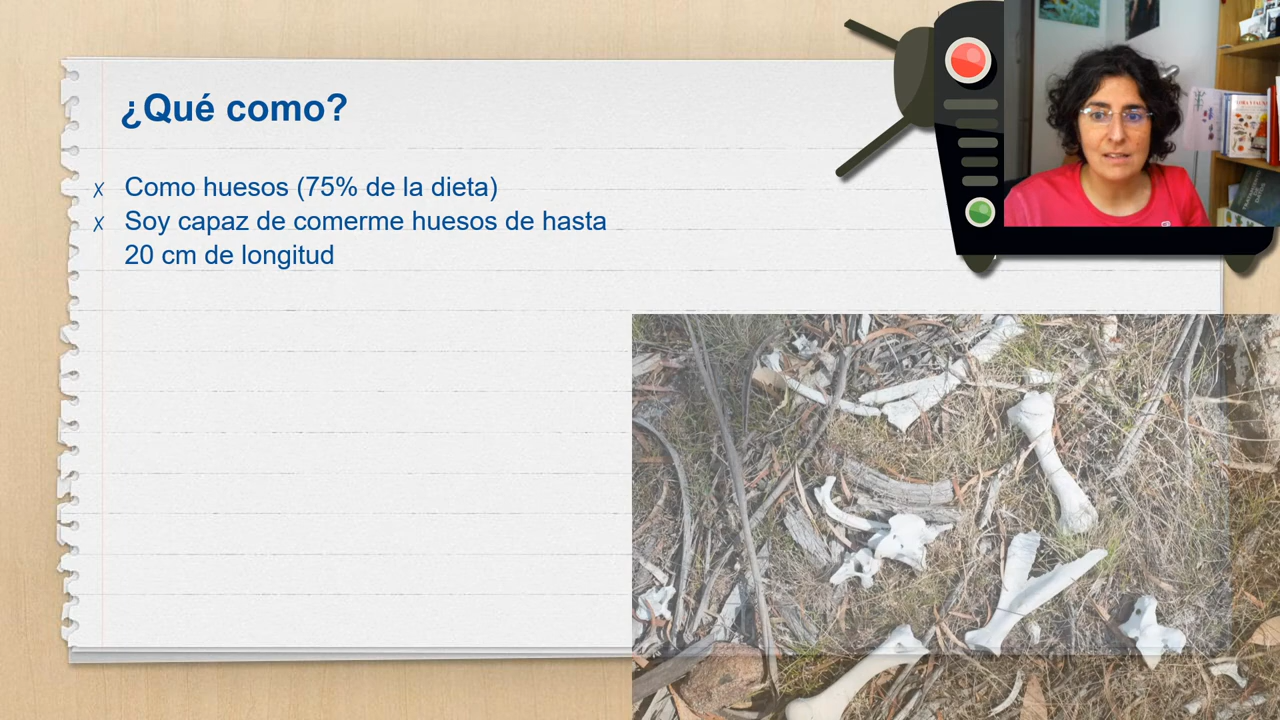 ¿Qué como?
Como huesos (75% de la dieta)
Soy capaz de comerme huesos de hasta
20 cm de longitud